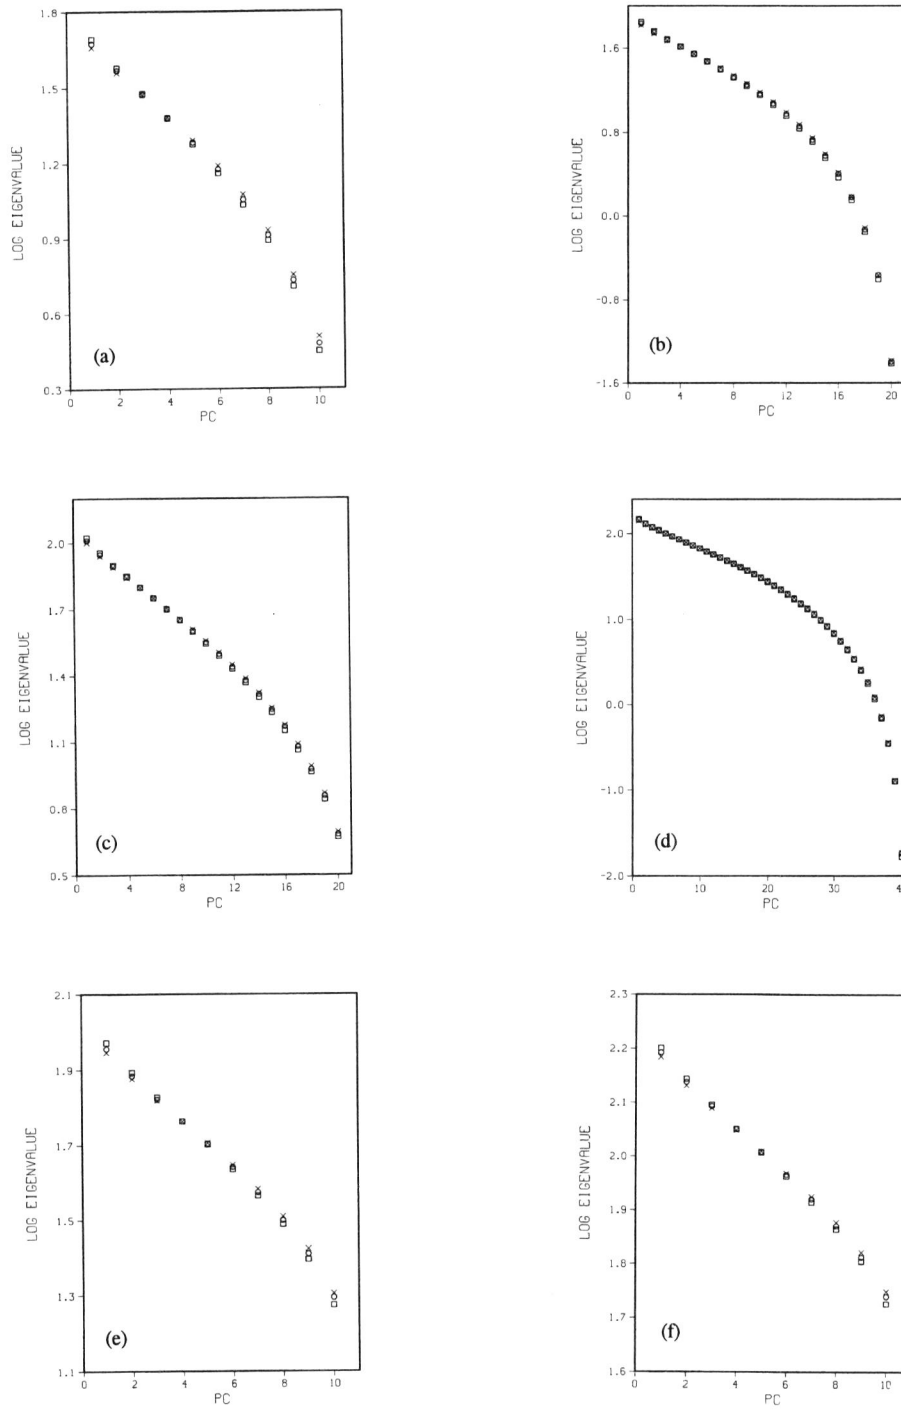 1.8
1.5
1.2
0.9
0.6
0.3
LOG EIGENVALUE
(a)
0 2 4 6 8 10
PC
1.6
0.8
0.0
-0.8
-1.6
LOG EIGENVALUE
(b)
0 4 8 12 16 20
PC
2.0
1.7
1.4
1.1
0.8
0.5
LOG EIGENVALUE
(c)
0 4 8 12 16 20
PC
2.0
1.0
0.0
-1.0
-2.0
LOG EIGENVALUE
(d)
0 10 20 30
PC
2.1
1.9
1.7
1.5
1.3
1.1
LOG EIGENVALUE
(e)
0 2 4 6 8 10
PC
2.3
2.2
2.1
2.0
1.9
1.8
1.7
1.6
LOG EIGENVALUE
(f)
0 2 4 6 8 10
PC